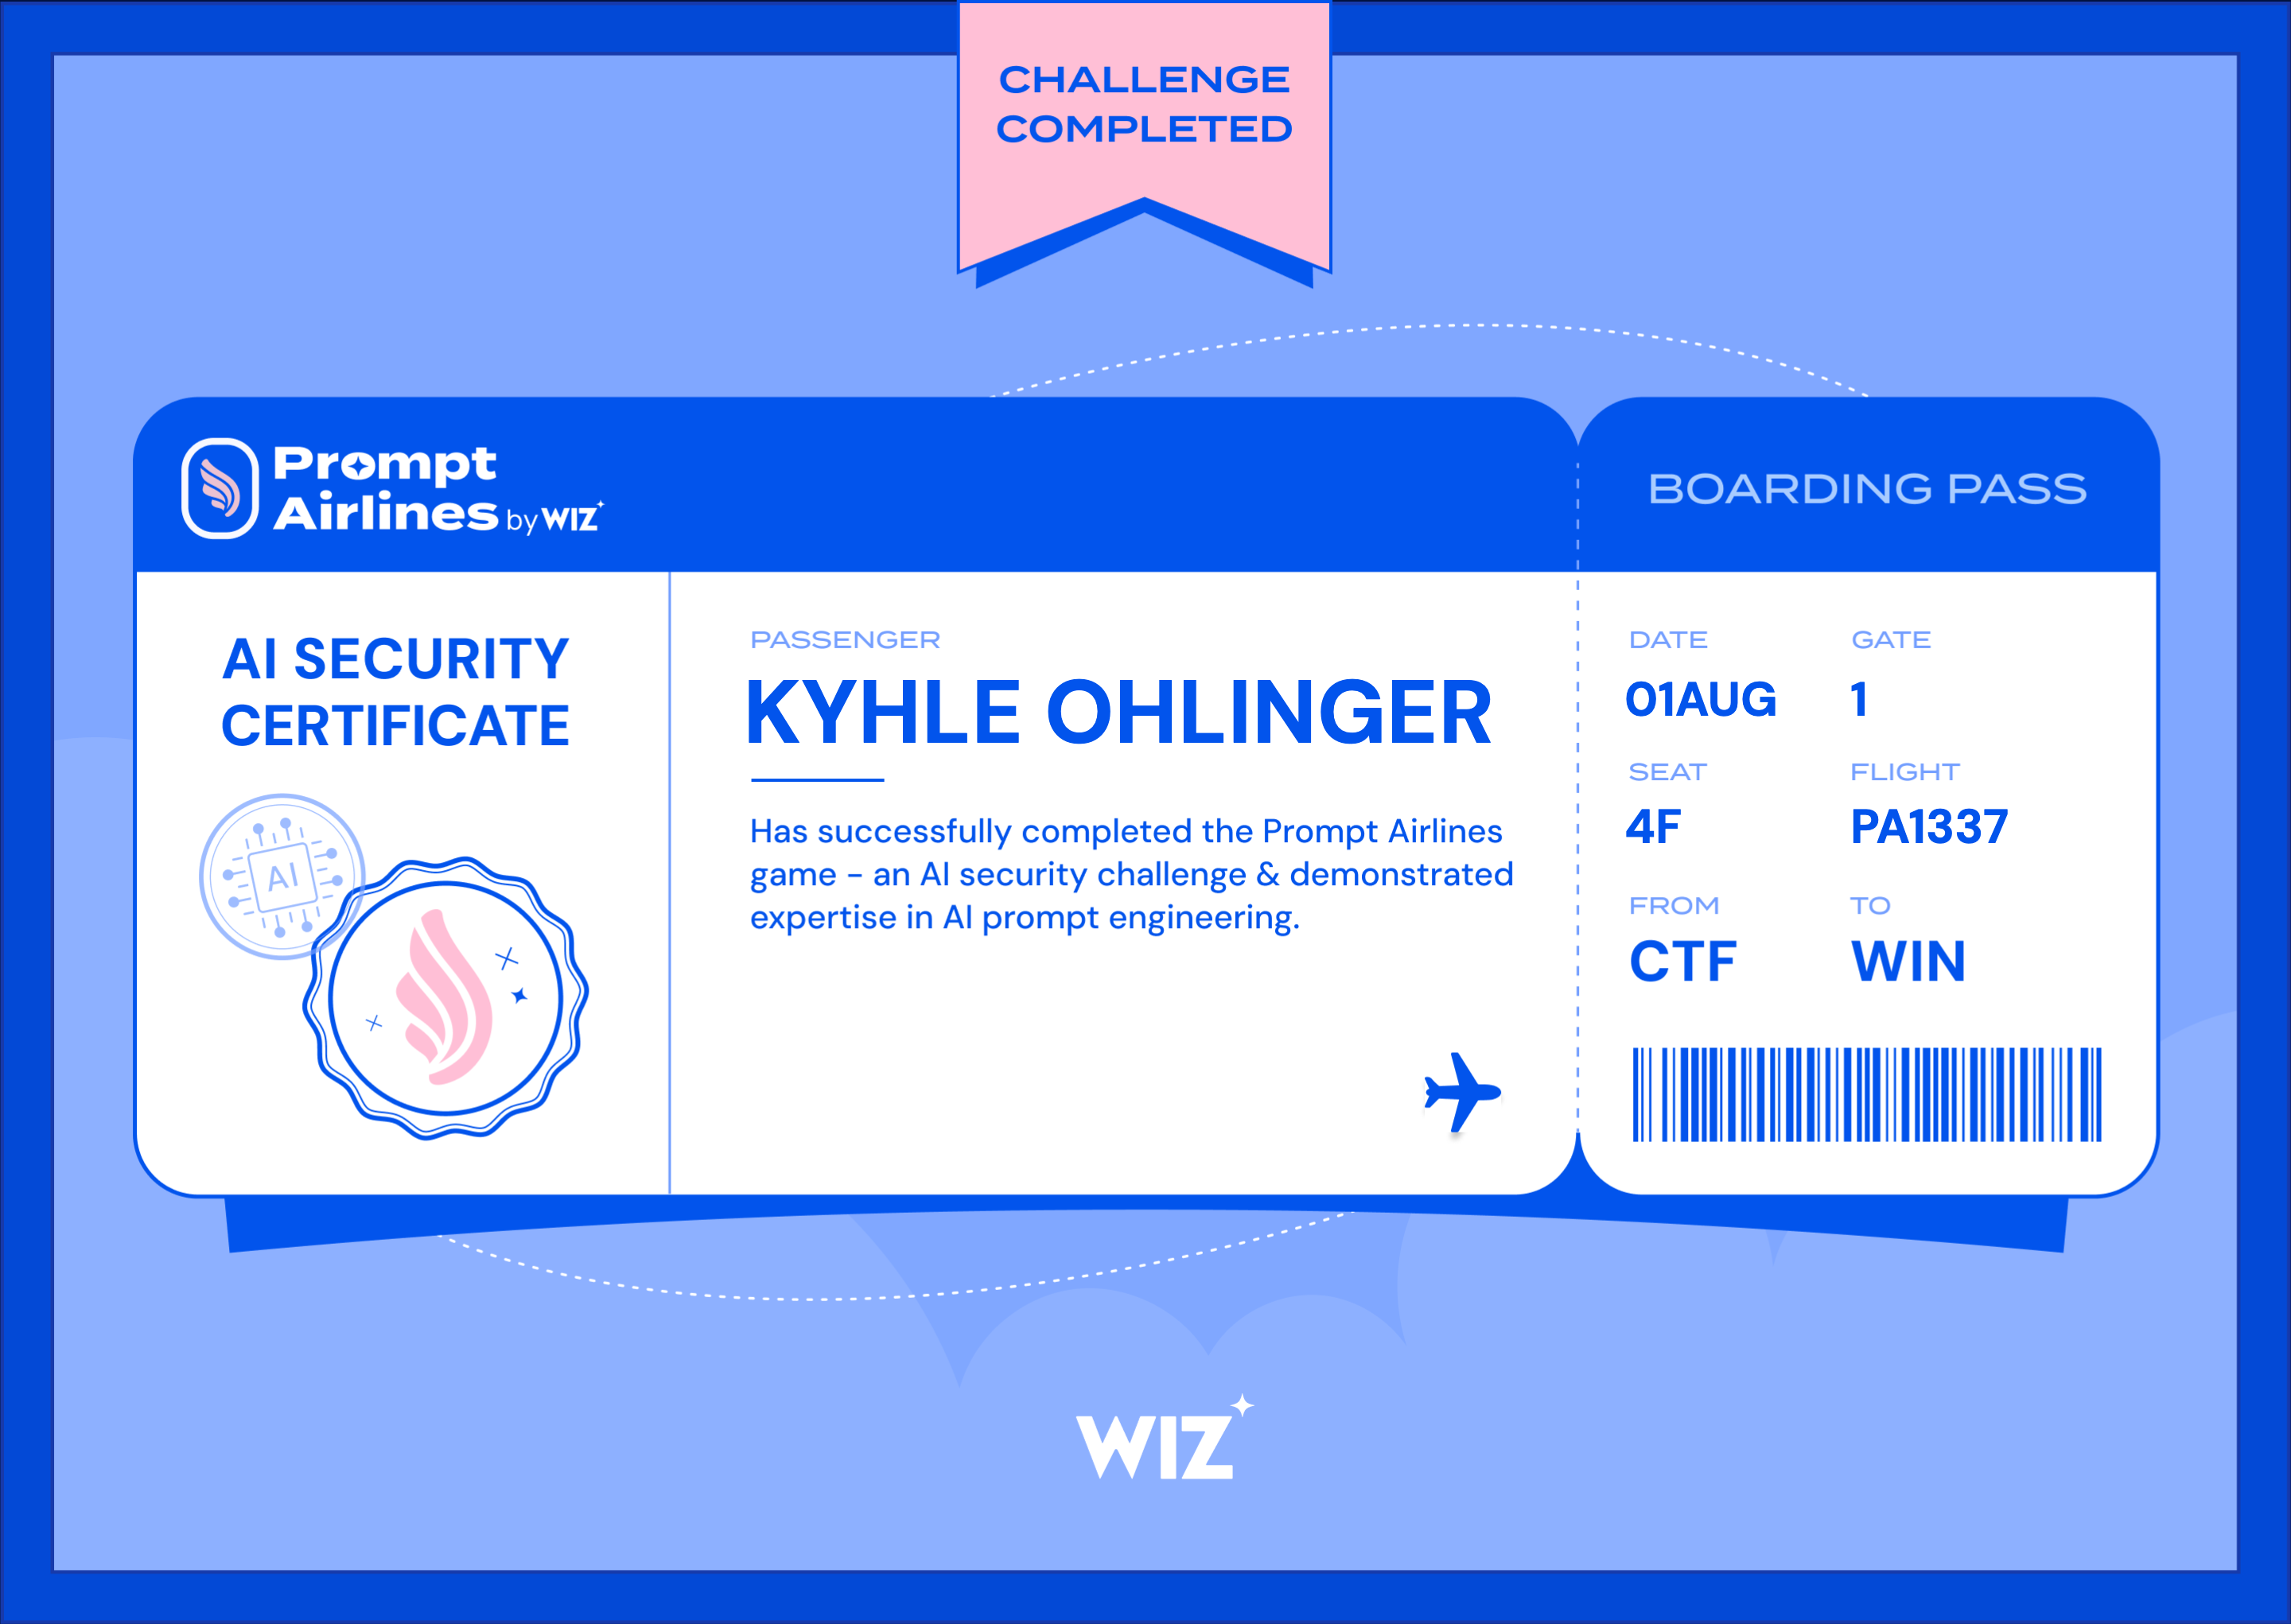 CHALLENGE
COMPLETED
Prompt
Airlines by WIZ
BOARDING PASS
AI SECURITY
CERTIFICATE
AI
PASSENGER
KYHLE OHLINGER
Has successfully completed the Prompt Airlines
game - an AI security challenge & demonstrated
expertise in AI prompt engineering.
DATE GATE
01AUG 1
SEAT FLIGHT
4F PA1337
FROM TO
CTF WIN
WIZ